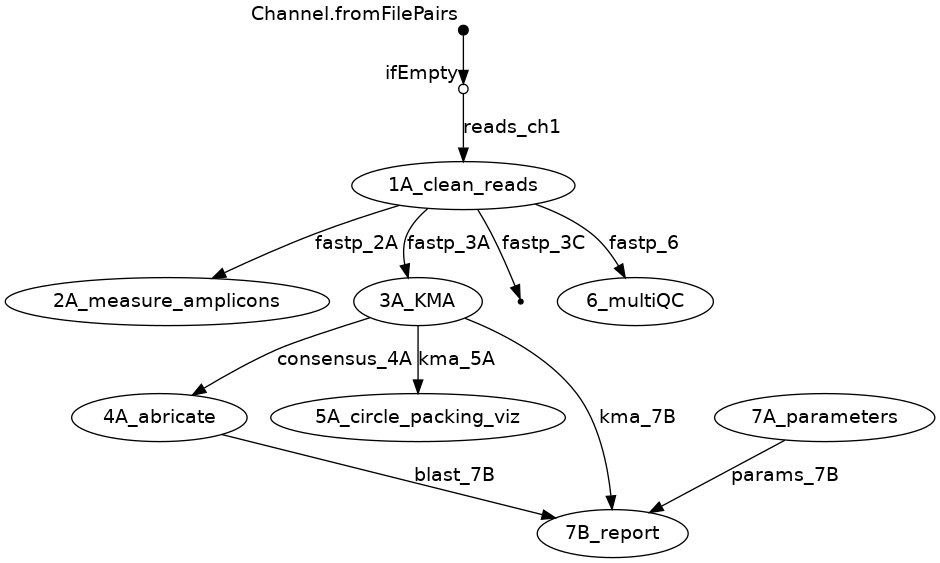 Channel.fromFilePairs
ifEmpty
reads_ch1
1A_clean_reads
fastp_2A
fastp_3A
fastp_3C
fastp_6
2A_measure_amplicons
3A_KMA
6_multiQC
consensus_4A
kma_5A
4A_abricate
5A_circle_packing_viz
kma_7B
7A_parameters
blast_7B
params_7B
7B_report